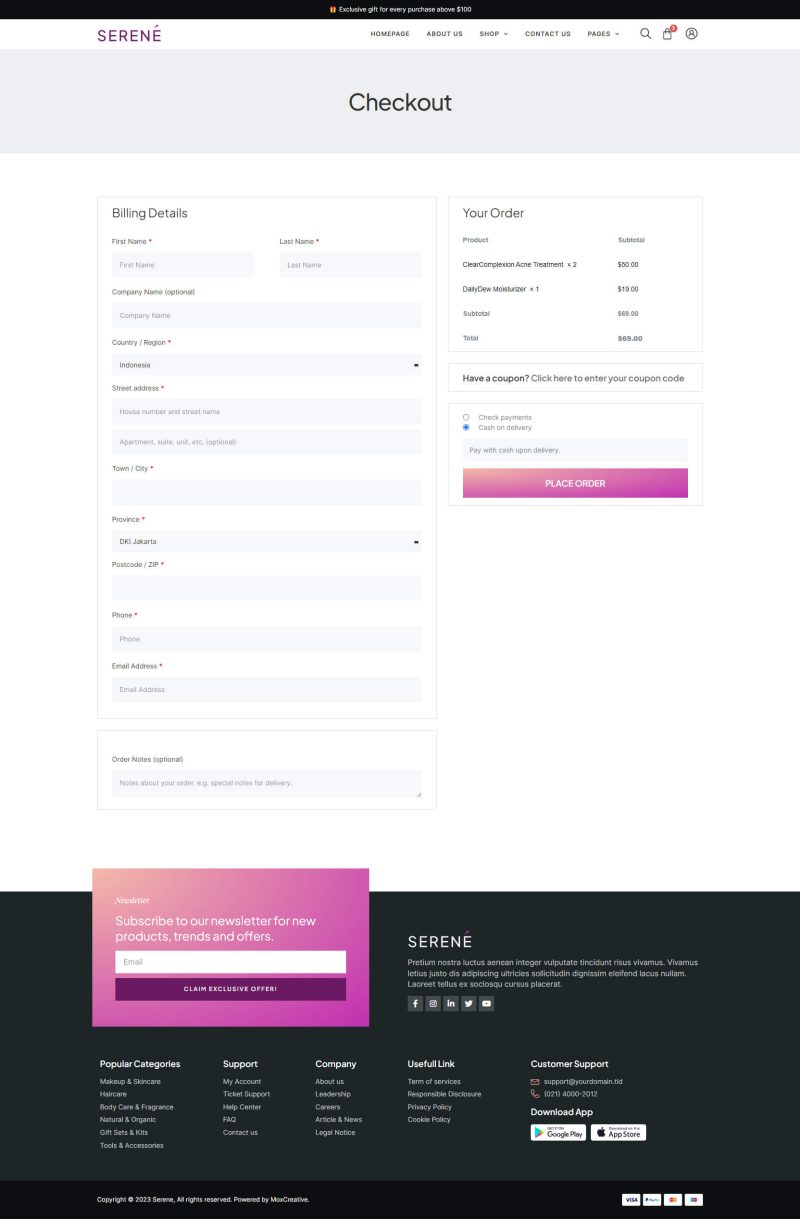 Exclusive gift for every purchase above $100
SERENÉ
HOMEPAGE ABOUT US SHOP CONTACT US PAGES
3
Checkout
Billing Details
First Name * Last Name *
First Name Last Name
Company Name (optional)
Company Name
Country / Region *
Indonesia
Street address *
House number and street name
Apartment, suite, unit, etc. (optional)
Town / City *
Province *
DKI Jakarta
Postcode / ZIP *
Phone *
Phone
Email Address *
Email Address
Order Notes (optional)
Notes about your order, e.g. special notes for delivery.
Your Order
Product Subtotal
ClearComplexion Acne Treatment × 2 $50.00
DailyDew Moisturizer × 1 $19.00
Subtotal $69.00
Total $69.00
Have a coupon? Click here to enter your coupon code
Check payments
Cash on delivery
Pay with cash upon delivery.
PLACE ORDER
Newsletter
Subscribe to our newsletter for new
products, trends and offers.
Email
CLAIM EXCLUSIVE OFFER!
SERENÉ
Pretium nostra luctus aenean integer vulputate tincidunt risus vivamus. Vivamus
letius justo dis adipiscing ultricies sollicitudin dignissim eleifend lacus nullam.
Laoreet tellus ex sociosqu cursus placerat.
Popular Categories
Makeup & Skincare
Haircare
Body Care & Fragrance
Natural & Organic
Gift Sets & Kits
Tools & Accessories
Support
My Account
Ticket Support
Help Center
FAQ
Contact us
Company
About us
Leadership
Careers
Article & News
Legal Notice
Usefull Link
Term of services
Responsible Disclosure
Privacy Policy
Cookie Policy
Customer Support
support@yourdomain.tld
(021) 4000-2012
Download App
GET IT ON
Google Play
Download on the
App Store
Copyright © 2023 Serene, All rights reserved. Powered by MoxCreative.
VISA PayPal